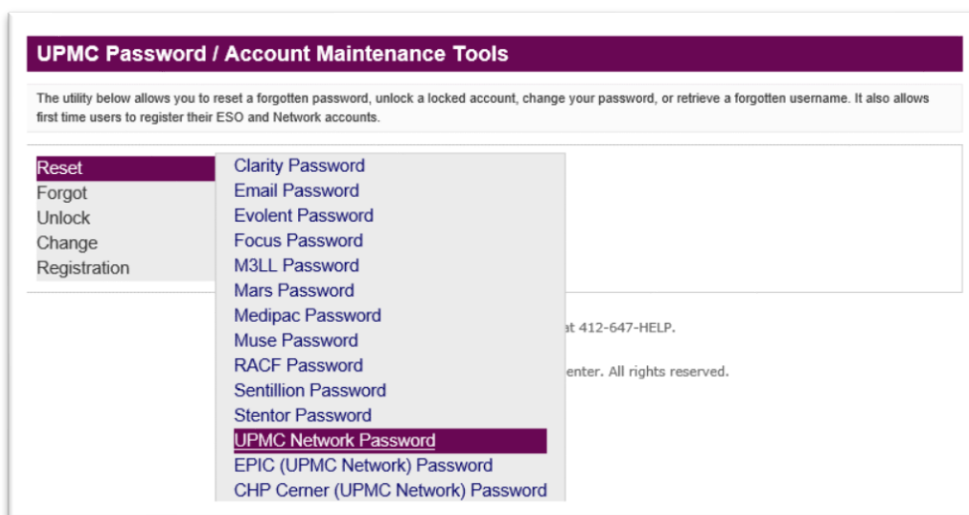 UPMC Password / Account Maintenance Tools
The utility below allows you to reset a forgotten password, unlock a locked account, change your password, or retrieve a forgotten username. It also allows
first time users to register their ESO and Network accounts.
Reset
Forgot
Unlock
Change
Registration
Clarity Password
Email Password
Evolent Password
Focus Password
M3LL Password
Mars Password
Medipac Password
Muse Password
RACF Password
Sentillion Password
Stentor Password
UPMC Network Password
EPIC (UPMC Network) Password
CHP Cerner (UPMC Network) Password
at 412-647-HELP.
enter. All rights reserved.